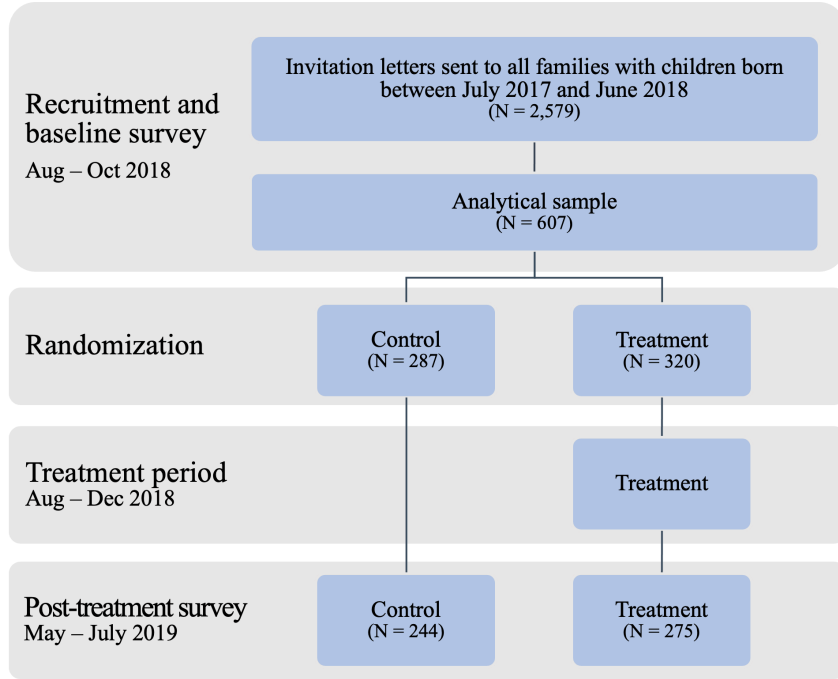 Recruitment and
baseline survey
Aug – Oct 2018
Invitation letters sent to all families with children born
between July 2017 and June 2018
(N = 2,579)
Analytical sample
(N = 607)
Randomization
Control
(N = 287)
Treatment
(N = 320)
Treatment period
Aug – Dec 2018
Treatment
Post-treatment survey
May – July 2019
Control
(N = 244)
Treatment
(N = 275)